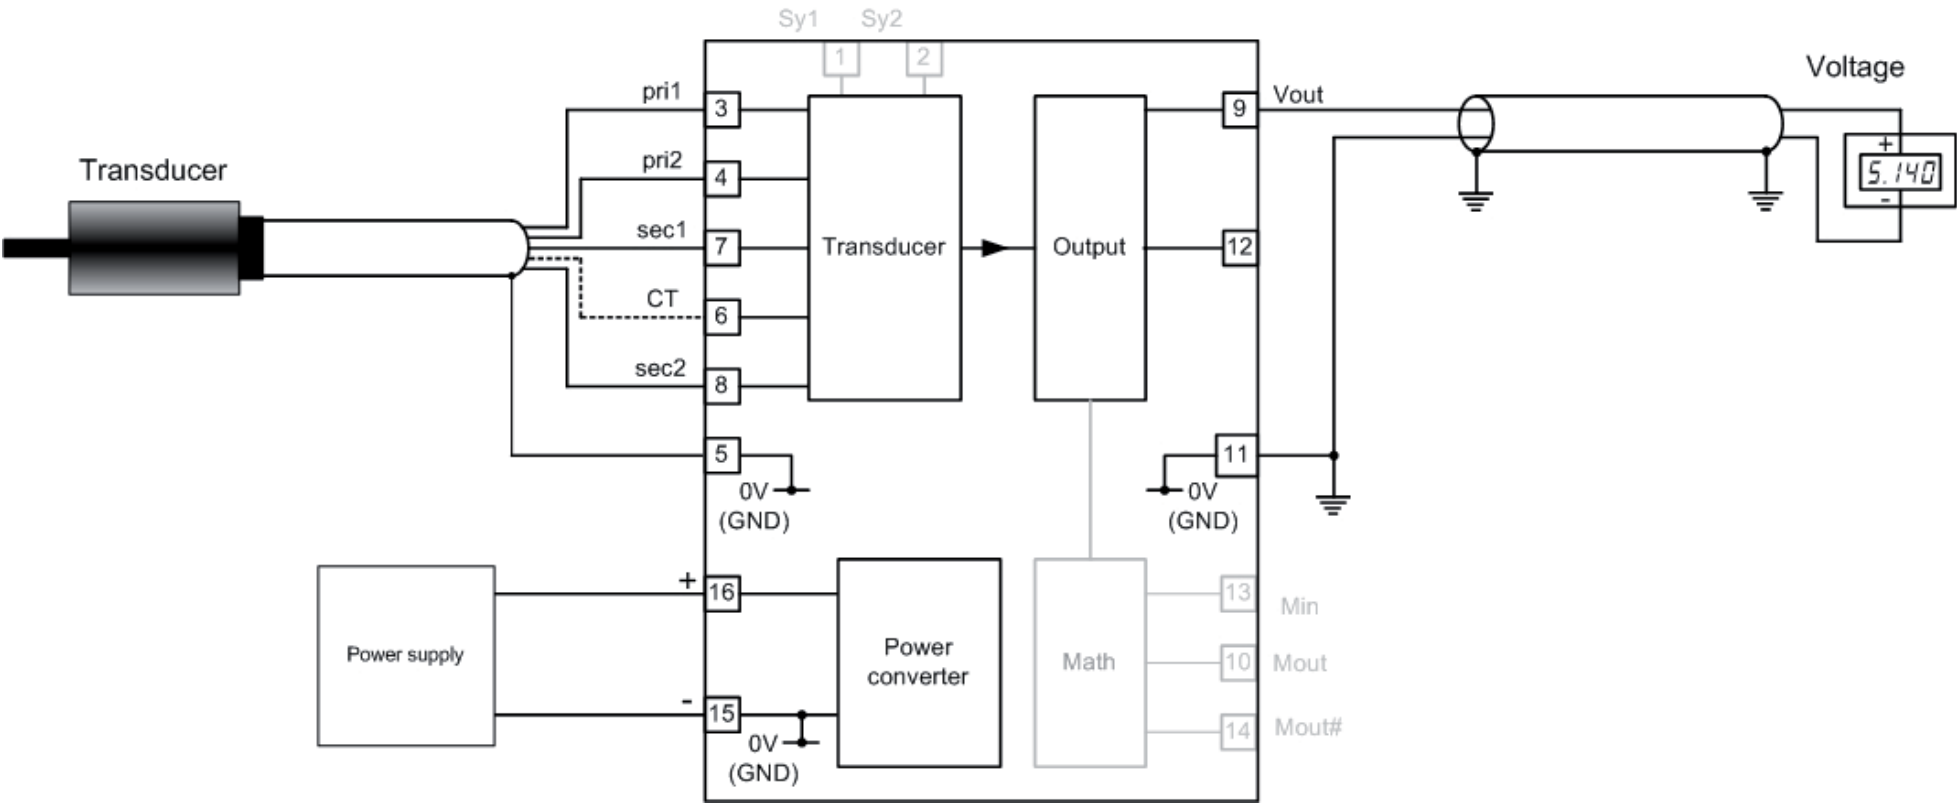 Sy1 Sy2
1 2
Voltage
pri1 3
9 Vout
pri2 4
Transducer
+
5.140
-
sec1 7
Transducer
Output
12
CT 6
sec2 8
5
11
0V
(GND)
0V
(GND)
+ 16
13 Min
Power supply
Power
converter
Math
10 Mout
- 15
14 Mout#
0V
(GND)